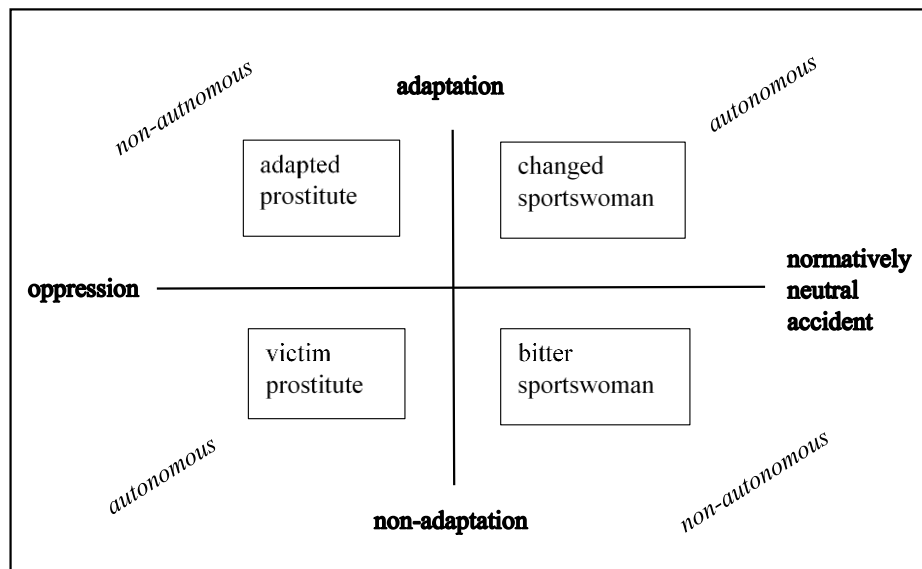 non-autnomous
adaptation
autonomous
adapted
prostitute
changed
sportswoman
oppression
normatively
neutral
accident
victim
prostitute
bitter
sportswoman
autonomous
non-adaptation
non-autonomous